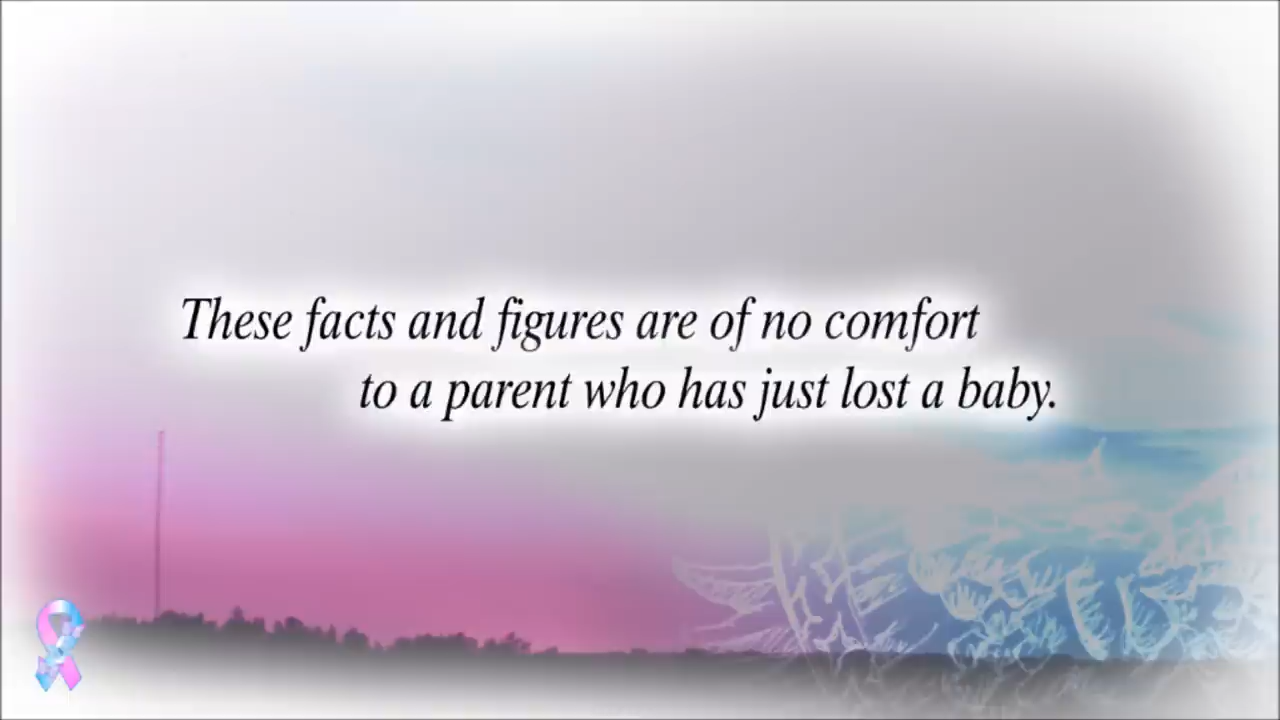 These facts and figures are of no comfort
to a parent who has just lost a baby.